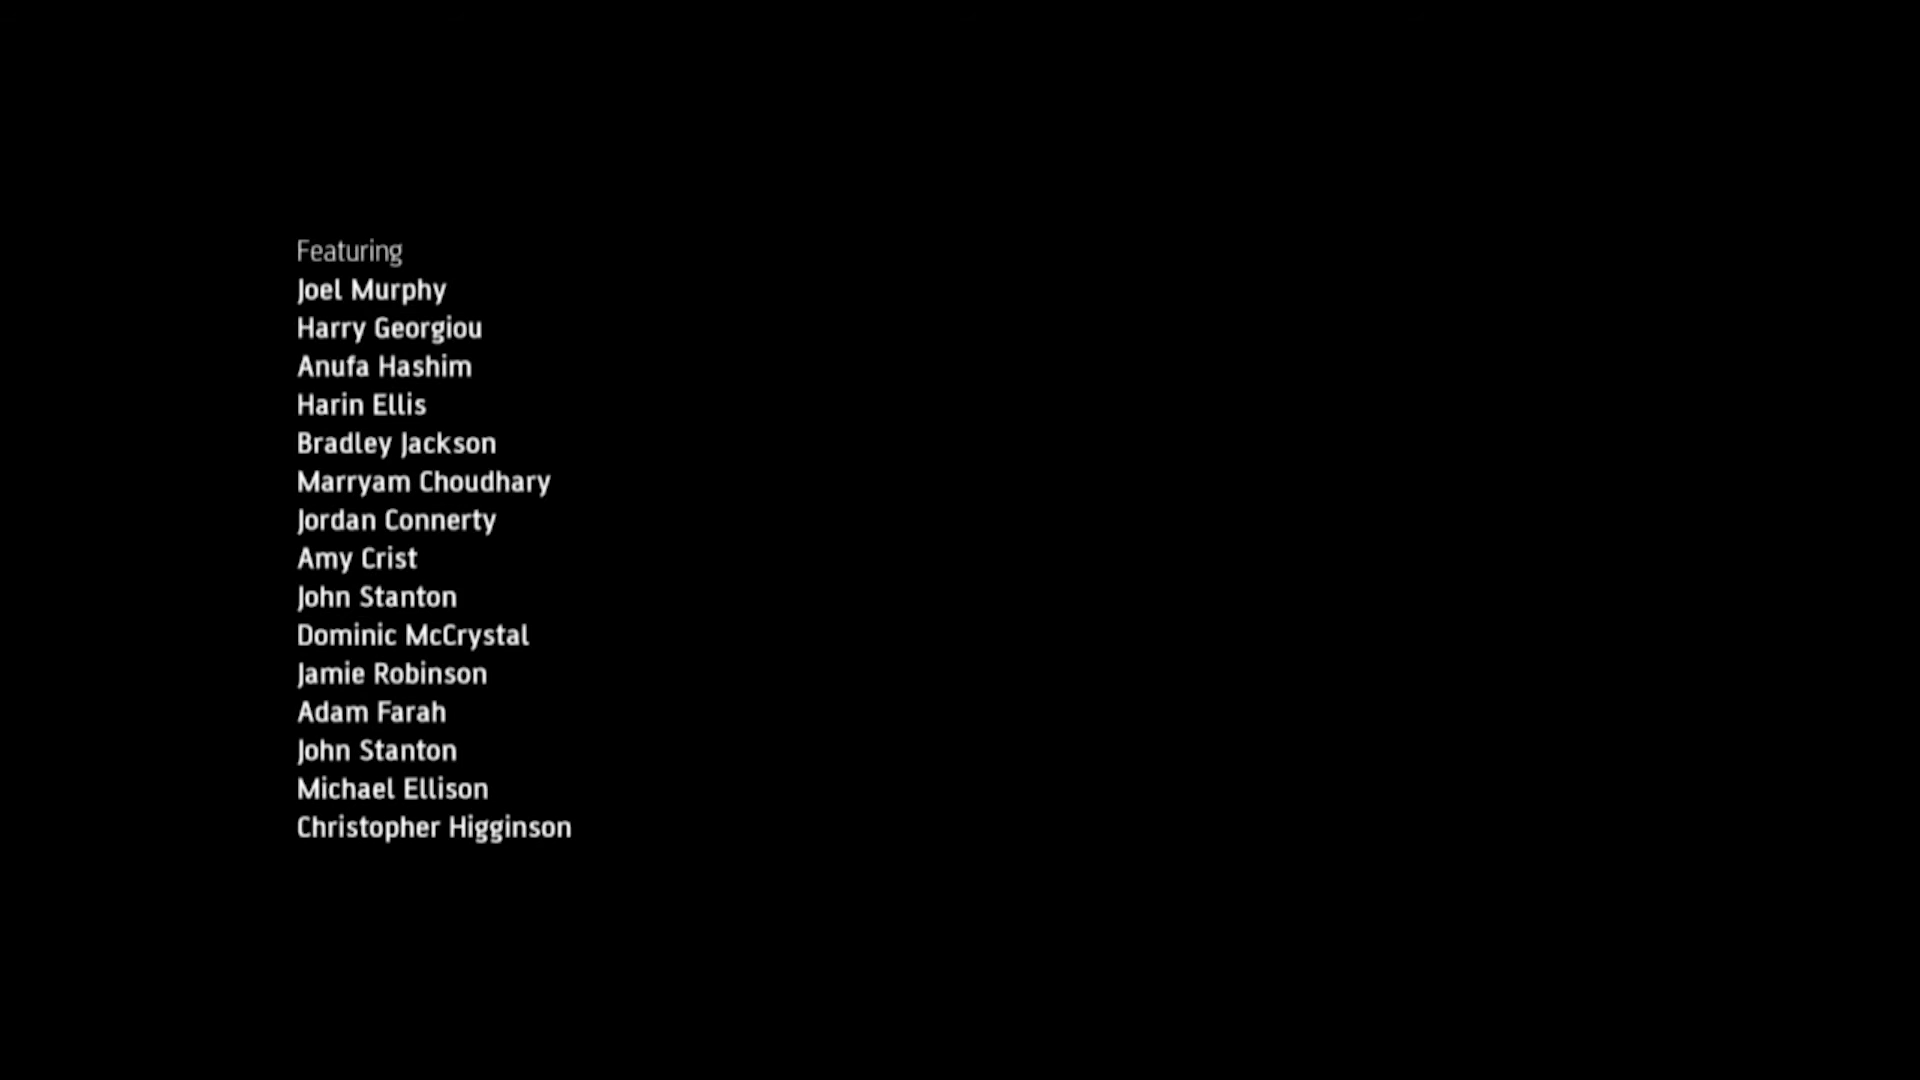 Featuring
Joel Murphy
Harry Georgiou
Anufa Hashim
Harin Ellis
Bradley Jackson
Marryam Choudhary
Jordan Connerty
Amy Crist
John Stanton
Dominic McCrystal
Jamie Robinson
Adam Farah
John Stanton
Michael Ellison
Christopher Higginson